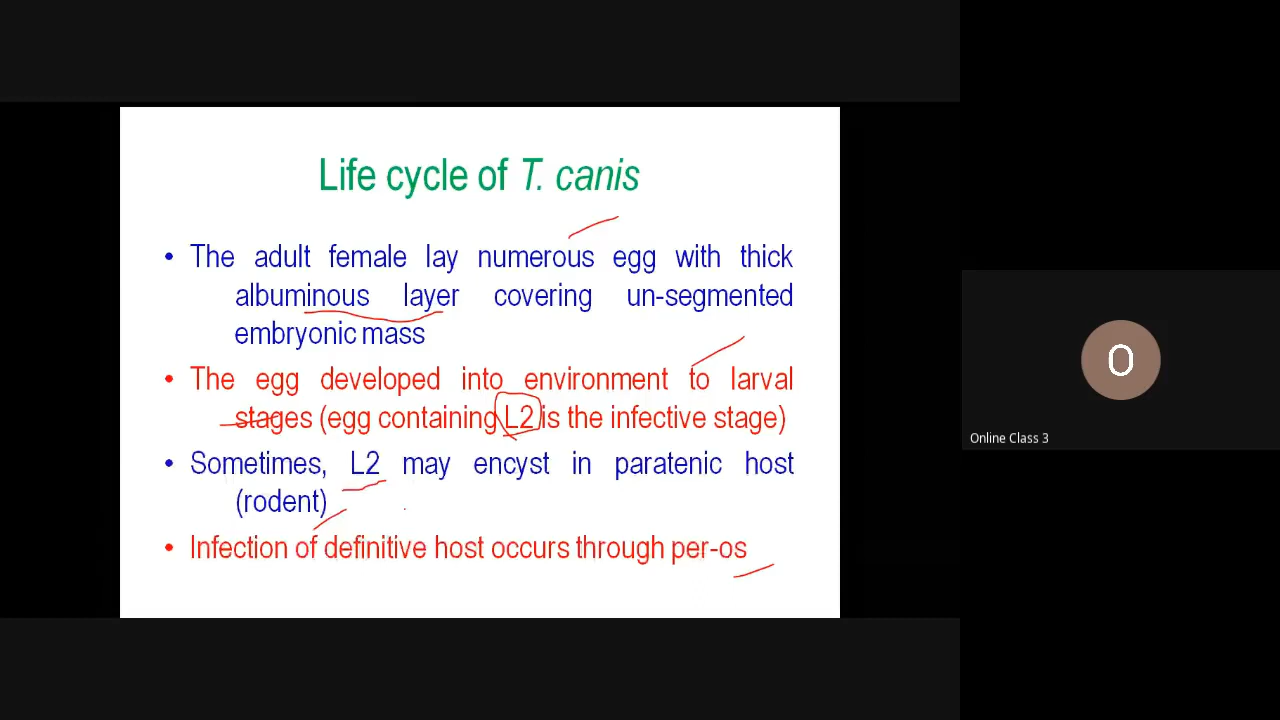 Life cycle of T. canis
• The adult female lay numerous egg with thick
albuminous layer covering un-segmented
embryonic mass
• The egg developed into environment to larval
stages (egg containing L2 is the infective stage)
• Sometimes, L2 may encyst in paratenic host
(rodent)
• Infection of definitive host occurs through per-os
O
Online Class 3